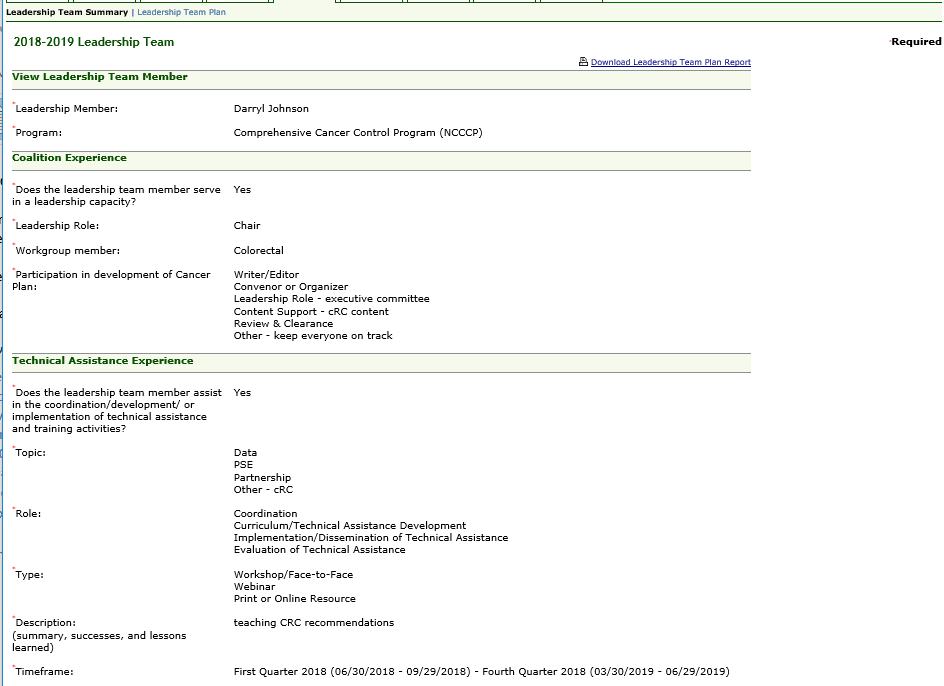 Leadership Team Summary | Leadership Team Plan
2018-2019 Leadership Team
*Required
Download Leadership Team Plan Report
View Leadership Team Member
*Leadership Member: Darryl Johnson
*Program: Comprehensive Cancer Control Program (NCCCP)
Coalition Experience
*Does the leadership team member serve Yes
in a leadership capacity?
*Leadership Role: Chair
*Workgroup member: Colorectal
*Participation in development of Cancer Writer/Editor
Plan: Convenor or Organizer
Leadership Role - executive committee
Content Support - cRC content
Review & Clearance
Other - keep everyone on track
Technical Assistance Experience
*Does the leadership team member assist Yes
in the coordination/development/ or
implementation of technical assistance
and training activities?
*Topic: Data
PSE
Partnership
Other - cRC
*Role: Coordination
Curriculum/Technical Assistance Development
Implementation/Dissemination of Technical Assistance
Evaluation of Technical Assistance
*Type: Workshop/Face-to-Face
Webinar
Print or Online Resource
*Description: teaching CRC recommendations
(summary, successes, and lessons
learned)
*Timeframe: First Quarter 2018 (06/30/2018 - 09/29/2018) - Fourth Quarter 2018 (03/30/2019 - 06/29/2019)